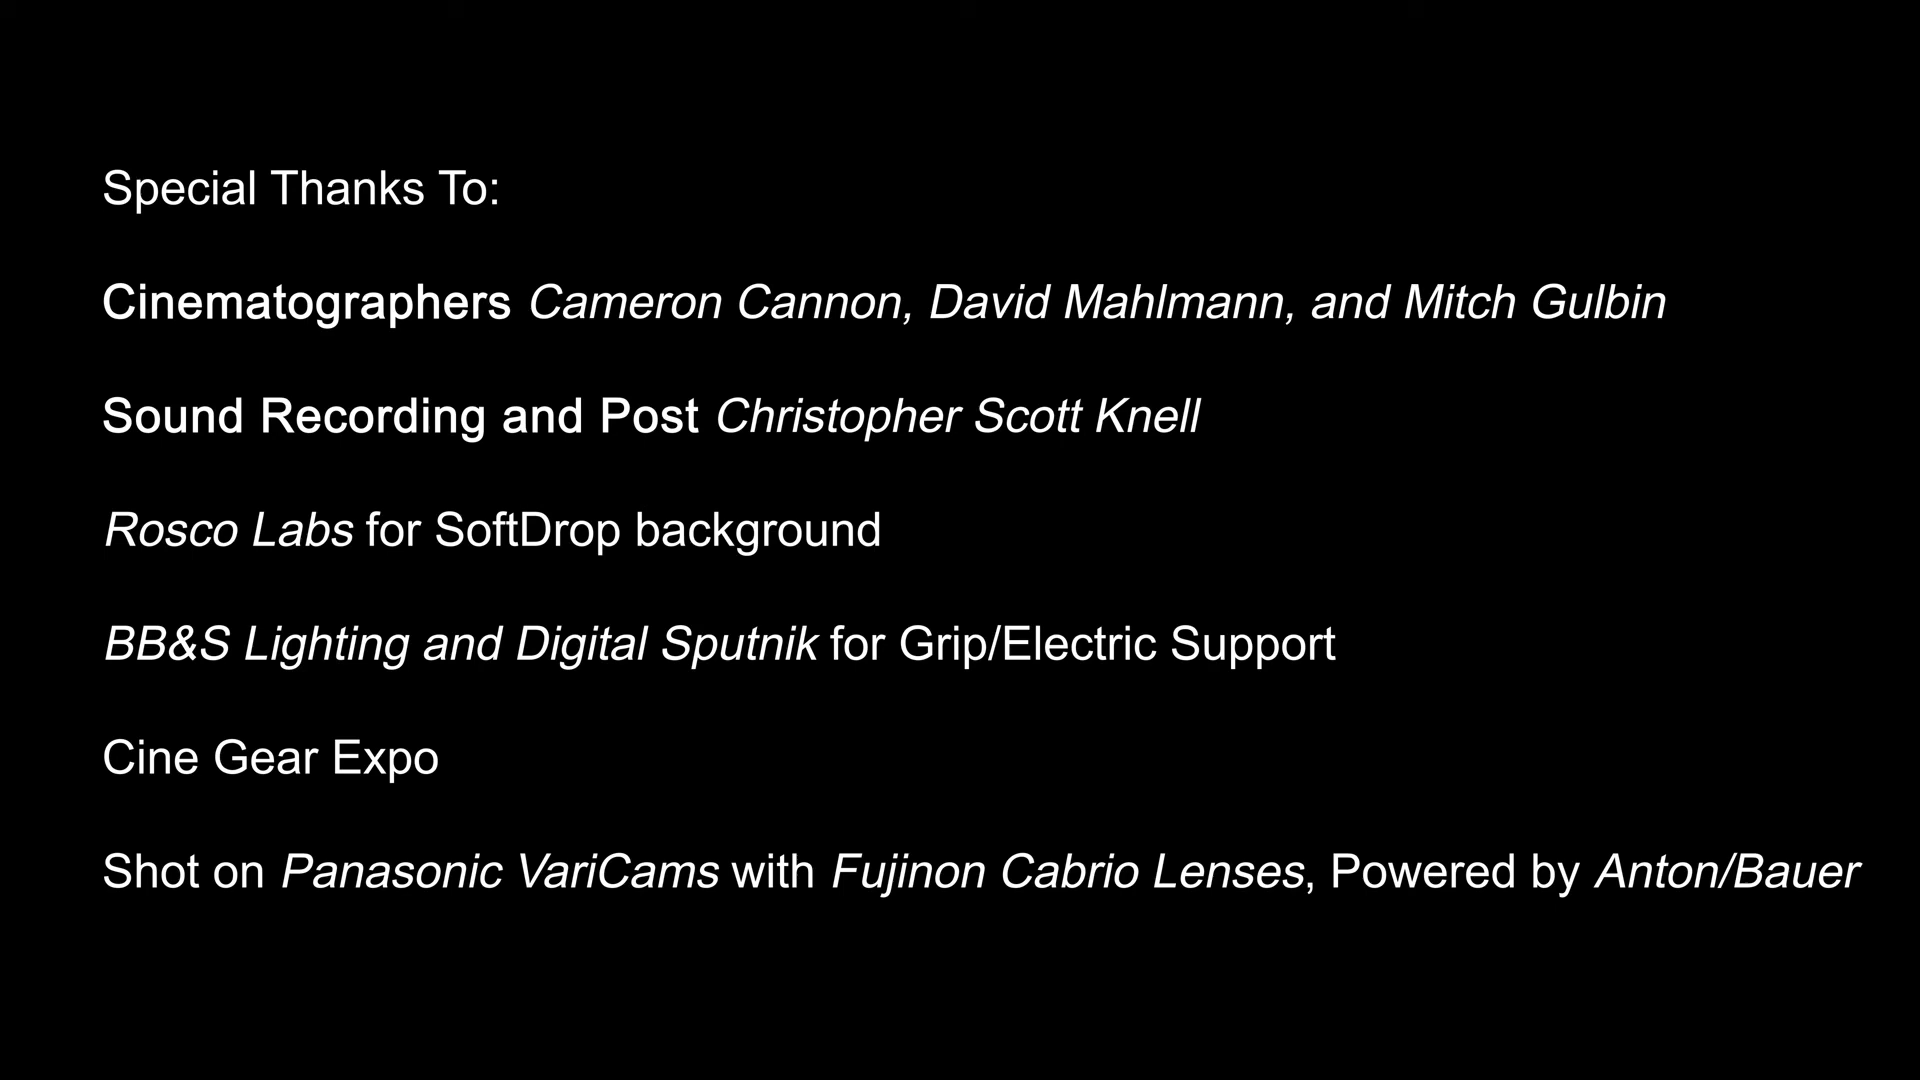 Special Thanks To:
Cinematographers Cameron Cannon, David Mahlmann, and Mitch Gulbin
Sound Recording and Post Christopher Scott Knell
Rosco Labs for SoftDrop background
BB&S Lighting and Digital Sputnik for Grip/Electric Support
Cine Gear Expo
Shot on Panasonic VariCams with Fujinon Cabrio Lenses, Powered by Anton/Bauer